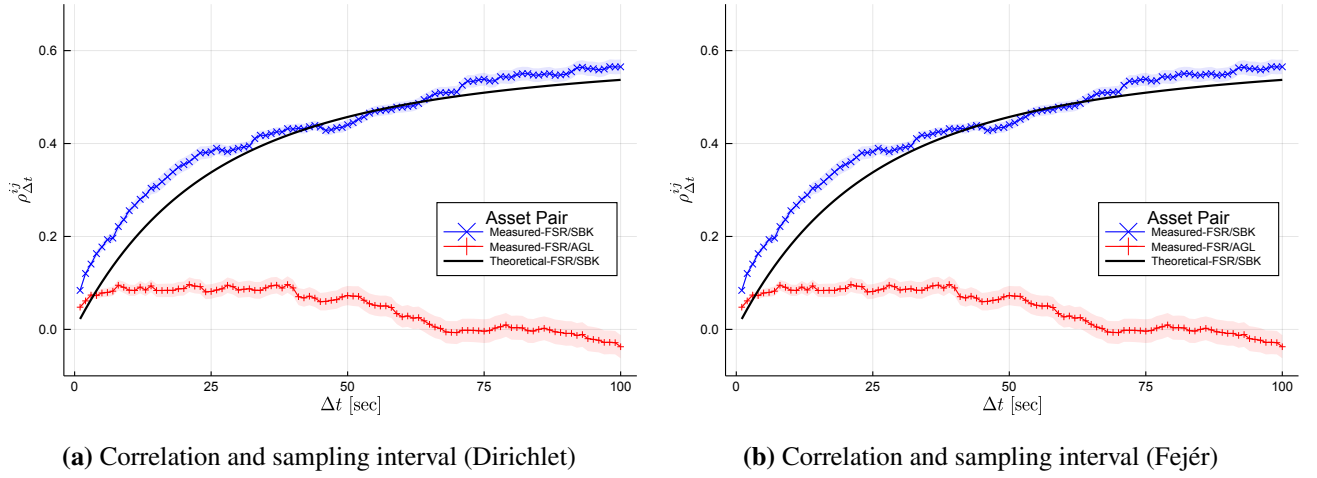 0.6
0.4
0.2
0.0
ρ^{ij}_{Δt}
Asset Pair
Measured-FSR/SBK
Measured-FSR/AGL
Theoretical-FSR/SBK
0 25 50 75 100
Δt [sec]
(a) Correlation and sampling interval (Dirichlet)
0.6
0.4
0.2
0.0
ρ^{ij}_{Δt}
Asset Pair
Measured-FSR/SBK
Measured-FSR/AGL
Theoretical-FSR/SBK
0 25 50 75 100
Δt [sec]
(b) Correlation and sampling interval (Fejér)